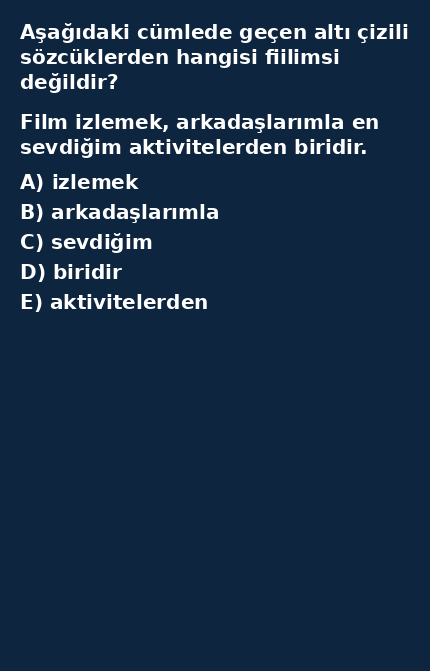 Aşağıdaki cümlede geçen altı çizili
sözcüklerden hangisi fiilimsi
değildir?
Film izlemek, arkadaşlarımla en
sevdiğim aktivitelerden biridir.
A) izlemek
B) arkadaşlarımla
C) sevdiğim
D) biridir
E) aktivitelerden